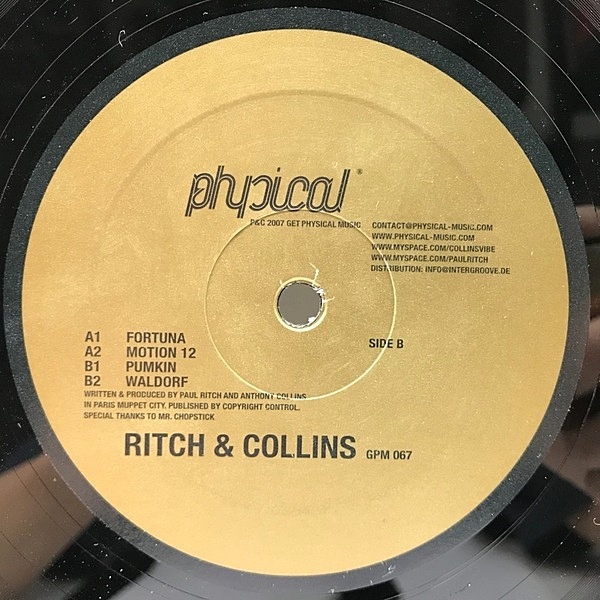 physical®
P&C 2007 GET PHYSICAL MUSIC
CONTACT@PHYSICAL-MUSIC.COM
WWW.PHYSICAL-MUSIC.COM
WWW.MYSPACE.COM/COLLINSVIBE
WWW.MYSPACE.COM/PAULRITCH
DISTRIBUTION: INFO@INTERGROOVE.DE
SIDE B
A1 FORTUNA
A2 MOTION 12
B1 PUMKIN
B2 WALDORF
WRITTEN & PRODUCED BY PAUL RITCH AND ANTHONY COLLINS
IN PARIS MUPPET CITY. PUBLISHED BY COPYRIGHT CONTROL.
SPECIAL THANKS TO MR. CHOPSTICK
RITCH & COLLINS GPM 067